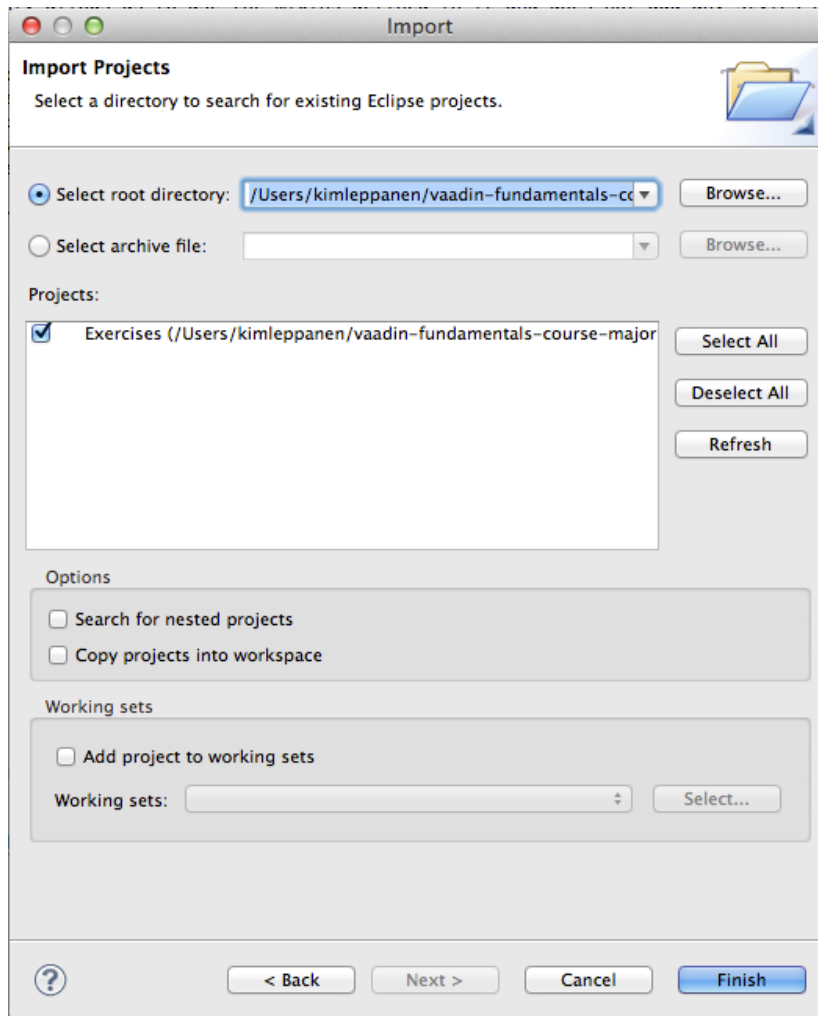 Import
Import Projects
Select a directory to search for existing Eclipse projects.
Select root directory: /Users/kimleppanen/vaadin-fundamentals-co Browse...
Select archive file: Browse...
Projects:
Exercises (/Users/kimleppanen/vaadin-fundamentals-course-major
Select All
Deselect All
Refresh
Options
Search for nested projects
Copy projects into workspace
Working sets
Add project to working sets
Working sets: Select...
? < Back Next > Cancel Finish